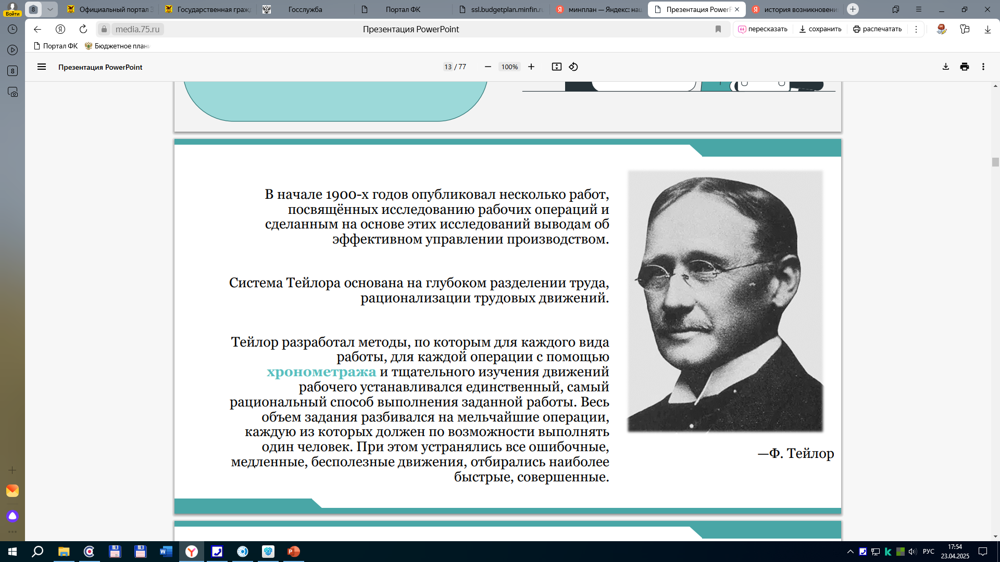 Войти
8
Официальный портал З
Государственная гражд
Госслужба
Портал ФК
ssl.budgetplan.minfin.ru
минплан — Яндекс: наш
Презентация PowerP
история возникновени
media.75.ru
Презентация PowerPoint
пересказать
сохранить
распечатать
Портал ФК
Бюджетное плани
8
Презентация PowerPoint
13 / 77
100%
В начале 1900-х годов опубликовал несколько работ,
посвящённых исследованию рабочих операций и
сделанным на основе этих исследований выводам об
эффективном управлении производством.
Система Тейлора основана на глубоком разделении труда,
рационализации трудовых движений.
Тейлор разработал методы, по которым для каждого вида
работы, для каждой операции с помощью
хронометража и тщательного изучения движений
рабочего устанавливался единственный, самый
рациональный способ выполнения заданной работы. Весь
объем задания разбивался на мельчайшие операции,
каждую из которых должен по возможности выполнять
один человек. При этом устранялись все ошибочные,
медленные, бесполезные движения, отбирались наиболее
быстрые, совершенные.
—Ф. Тейлор
РУС
17:54
23.04.2025